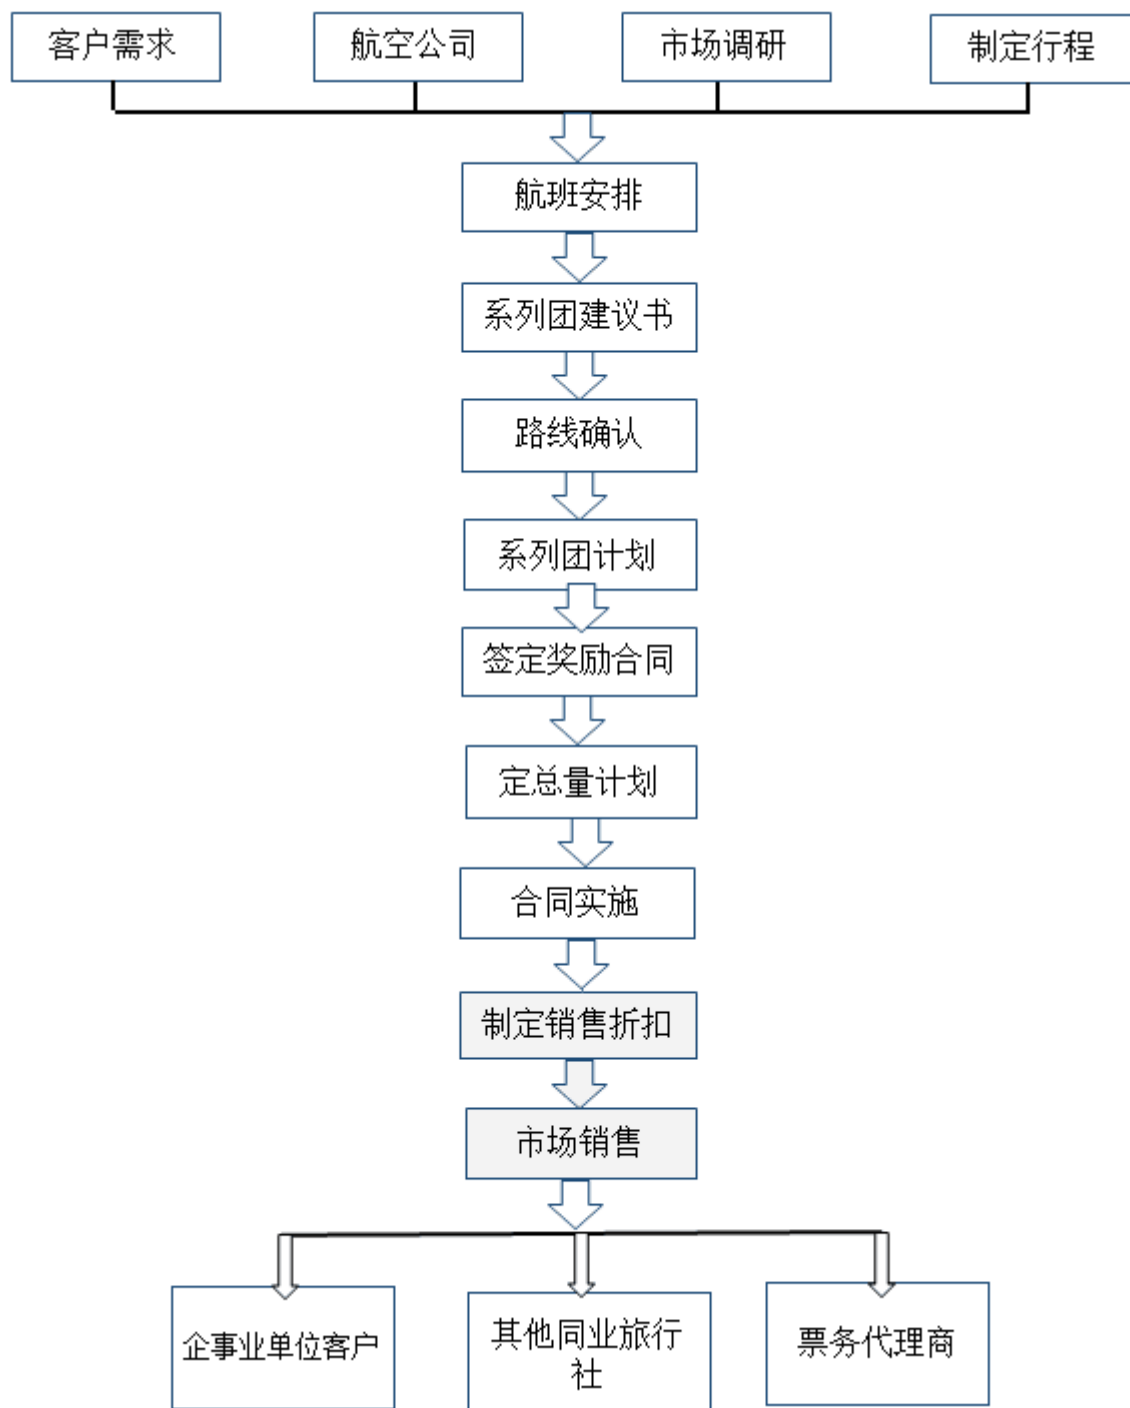 客户需求
航空公司
市场调研
制定行程
航班安排
系列团建议书
路线确认
系列团计划
签定奖励合同
定总量计划
合同实施
制定销售折扣
市场销售
企事业单位客户
其他同业旅行
社
票务代理商